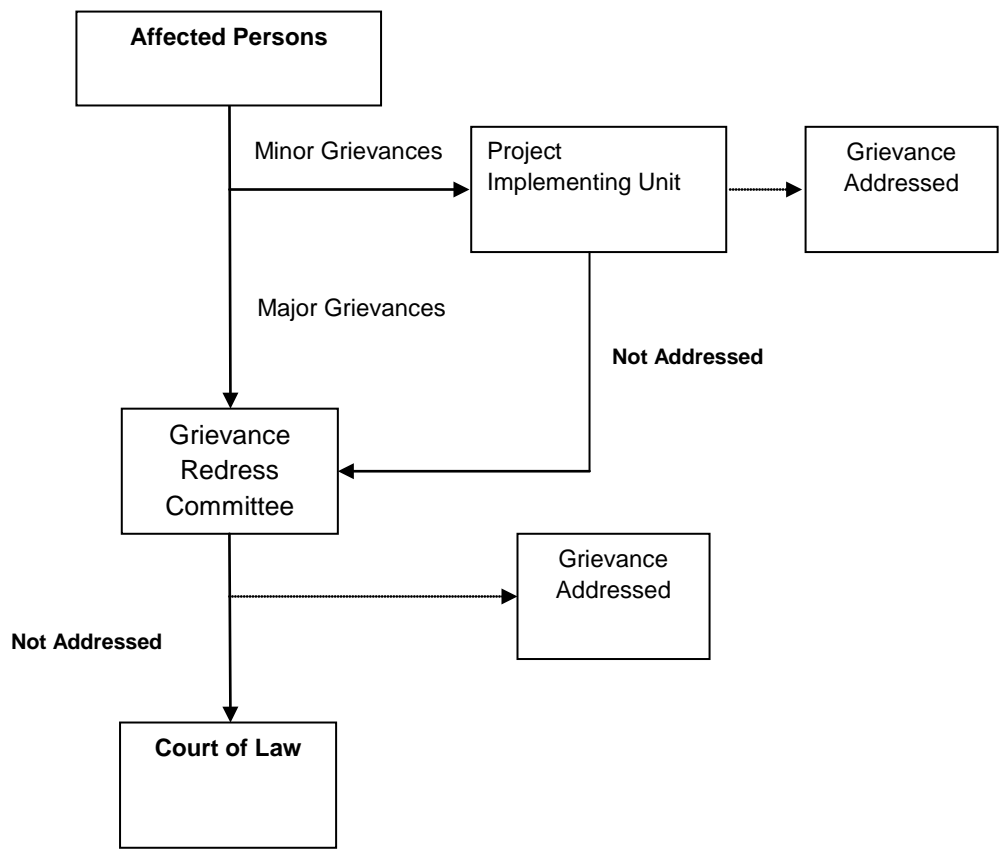 Affected Persons
Minor Grievances
Project
Implementing Unit
Grievance
Addressed
Major Grievances
Not Addressed
Grievance
Redress
Committee
Grievance
Addressed
Not Addressed
Court of Law